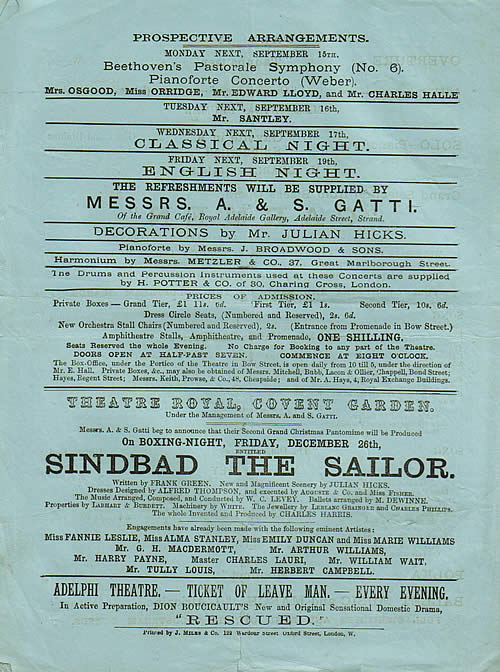 PROSPECTIVE ARRANGEMENTS.
MONDAY NEXT, SEPTEMBER 15TH.
Beethoven's Pastorale Symphony (No. 6).
Pianoforte Concerto (Weber).
Mrs. OSGOOD, Miss ORRIDGE, Mr. EDWARD LLOYD, and Mr. CHARLES HALLE
TUESDAY NEXT, SEPTEMBER 16th,
Mr. SANTLEY.
WEDNESDAY NEXT, SEPTEMBER 17th,
CLASSICAL NIGHT.
FRIDAY NEXT, SEPTEMBER 19th,
ENGLISH NIGHT.
THE REFRESHMENTS WILL BE SUPPLIED BY
MESSRS. A. & S. GATTI.
Of the Grand Café, Royal Adelaide Gallery, Adelaide Street, Strand.
DECORATIONS by Mr. JULIAN HICKS.
Pianoforte by Messrs. J. BROADWOOD & SONS.
Harmonium by Messrs. METZLER & CO., 37, Great Marlborough Street.
The Drums and Percussion Instruments used at these Concerts are supplied
by H. POTTER & CO. of 30, Charing Cross, London.
PRICES OF ADMISSION.
Private Boxes — Grand Tier, £1 11s. 6d. First Tier, £1 1s. Second Tier, 10s. 6d.
Dress Circle Seats, (Numbered and Reserved), 2s. 6d.
New Orchestra Stall Chairs (Numbered and Reserved), 2s. (Entrance from Promenade in Bow Street.)
Amphitheatre Stalls, Amphitheatre, and Promenade, ONE SHILLING.
Seats Reserved the whole Evening. No Charge for Booking to any part of the Theatre.
DOORS OPEN AT HALF-PAST SEVEN. COMMENCE AT EIGHT O'CLOCK.
The Box-Office, under the Portico of the Theatre in Bow Street, is open daily from 10 till 5, under the direction of
Mr. E. Hall. Private Boxes, &c., may also be obtained of Messrs. Mitchell, Bubb, Lacon & Ollier, Chappell, Bond Street;
Hayes, Regent Street; Messrs. Keith, Prowse, & Co., 48, Cheapside; and of Mr. A. Hays, 4, Royal Exchange Buildings.
THEATRE ROYAL, COVENT GARDEN.
Under the Management of Messrs. A. and S. GATTI.
Messrs. A. & S. Gatti beg to announce that their Second Grand Christmas Pantomime will be Produced
On BOXING-NIGHT, FRIDAY, DECEMBER 26th,
ENTITLED
SINDBAD THE SAILOR.
Written by FRANK GREEN. New and Magnificent Scenery by JULIAN HICKS.
Dresses Designed by ALFRED THOMPSON, and executed by AUGUSTE & Co. and MISS FISHER.
The Music Arranged, Composed, and Conducted by W. C. LEVEY. Ballets arranged by M. DEWINNE.
Properties by LABHART & BURDETT. Machinery by WHITE. The Jewellery by LEBLANC GRAINGER and CHARLES PHILLIPS.
The whole Invented and Produced by CHARLES HARRIS.
Engagements have already been made with the following eminent Artistes:
Miss FANNIE LESLIE, Miss ALMA STANLEY, Miss EMILY DUNCAN and Miss MARIE WILLIAMS
Mr. G. H. MACDERMOTT, Mr. ARTHUR WILLIAMS,
Mr. HARRY PAYNE, Master CHARLES LAURI, Mr. WILLIAM WAIT.
Mr. TULLY LOUIS, Mr. HERBERT CAMPBELL.
ADELPHI THEATRE. — TICKET OF LEAVE MAN. — EVERY EVENING.
In Active Preparation, DION BOUCICAULT'S New and Original Sensational Domestic Drama,
"RESCUED."
Printed by J. MILES & Co. 122 Wardour Street Oxford Street, London, W.